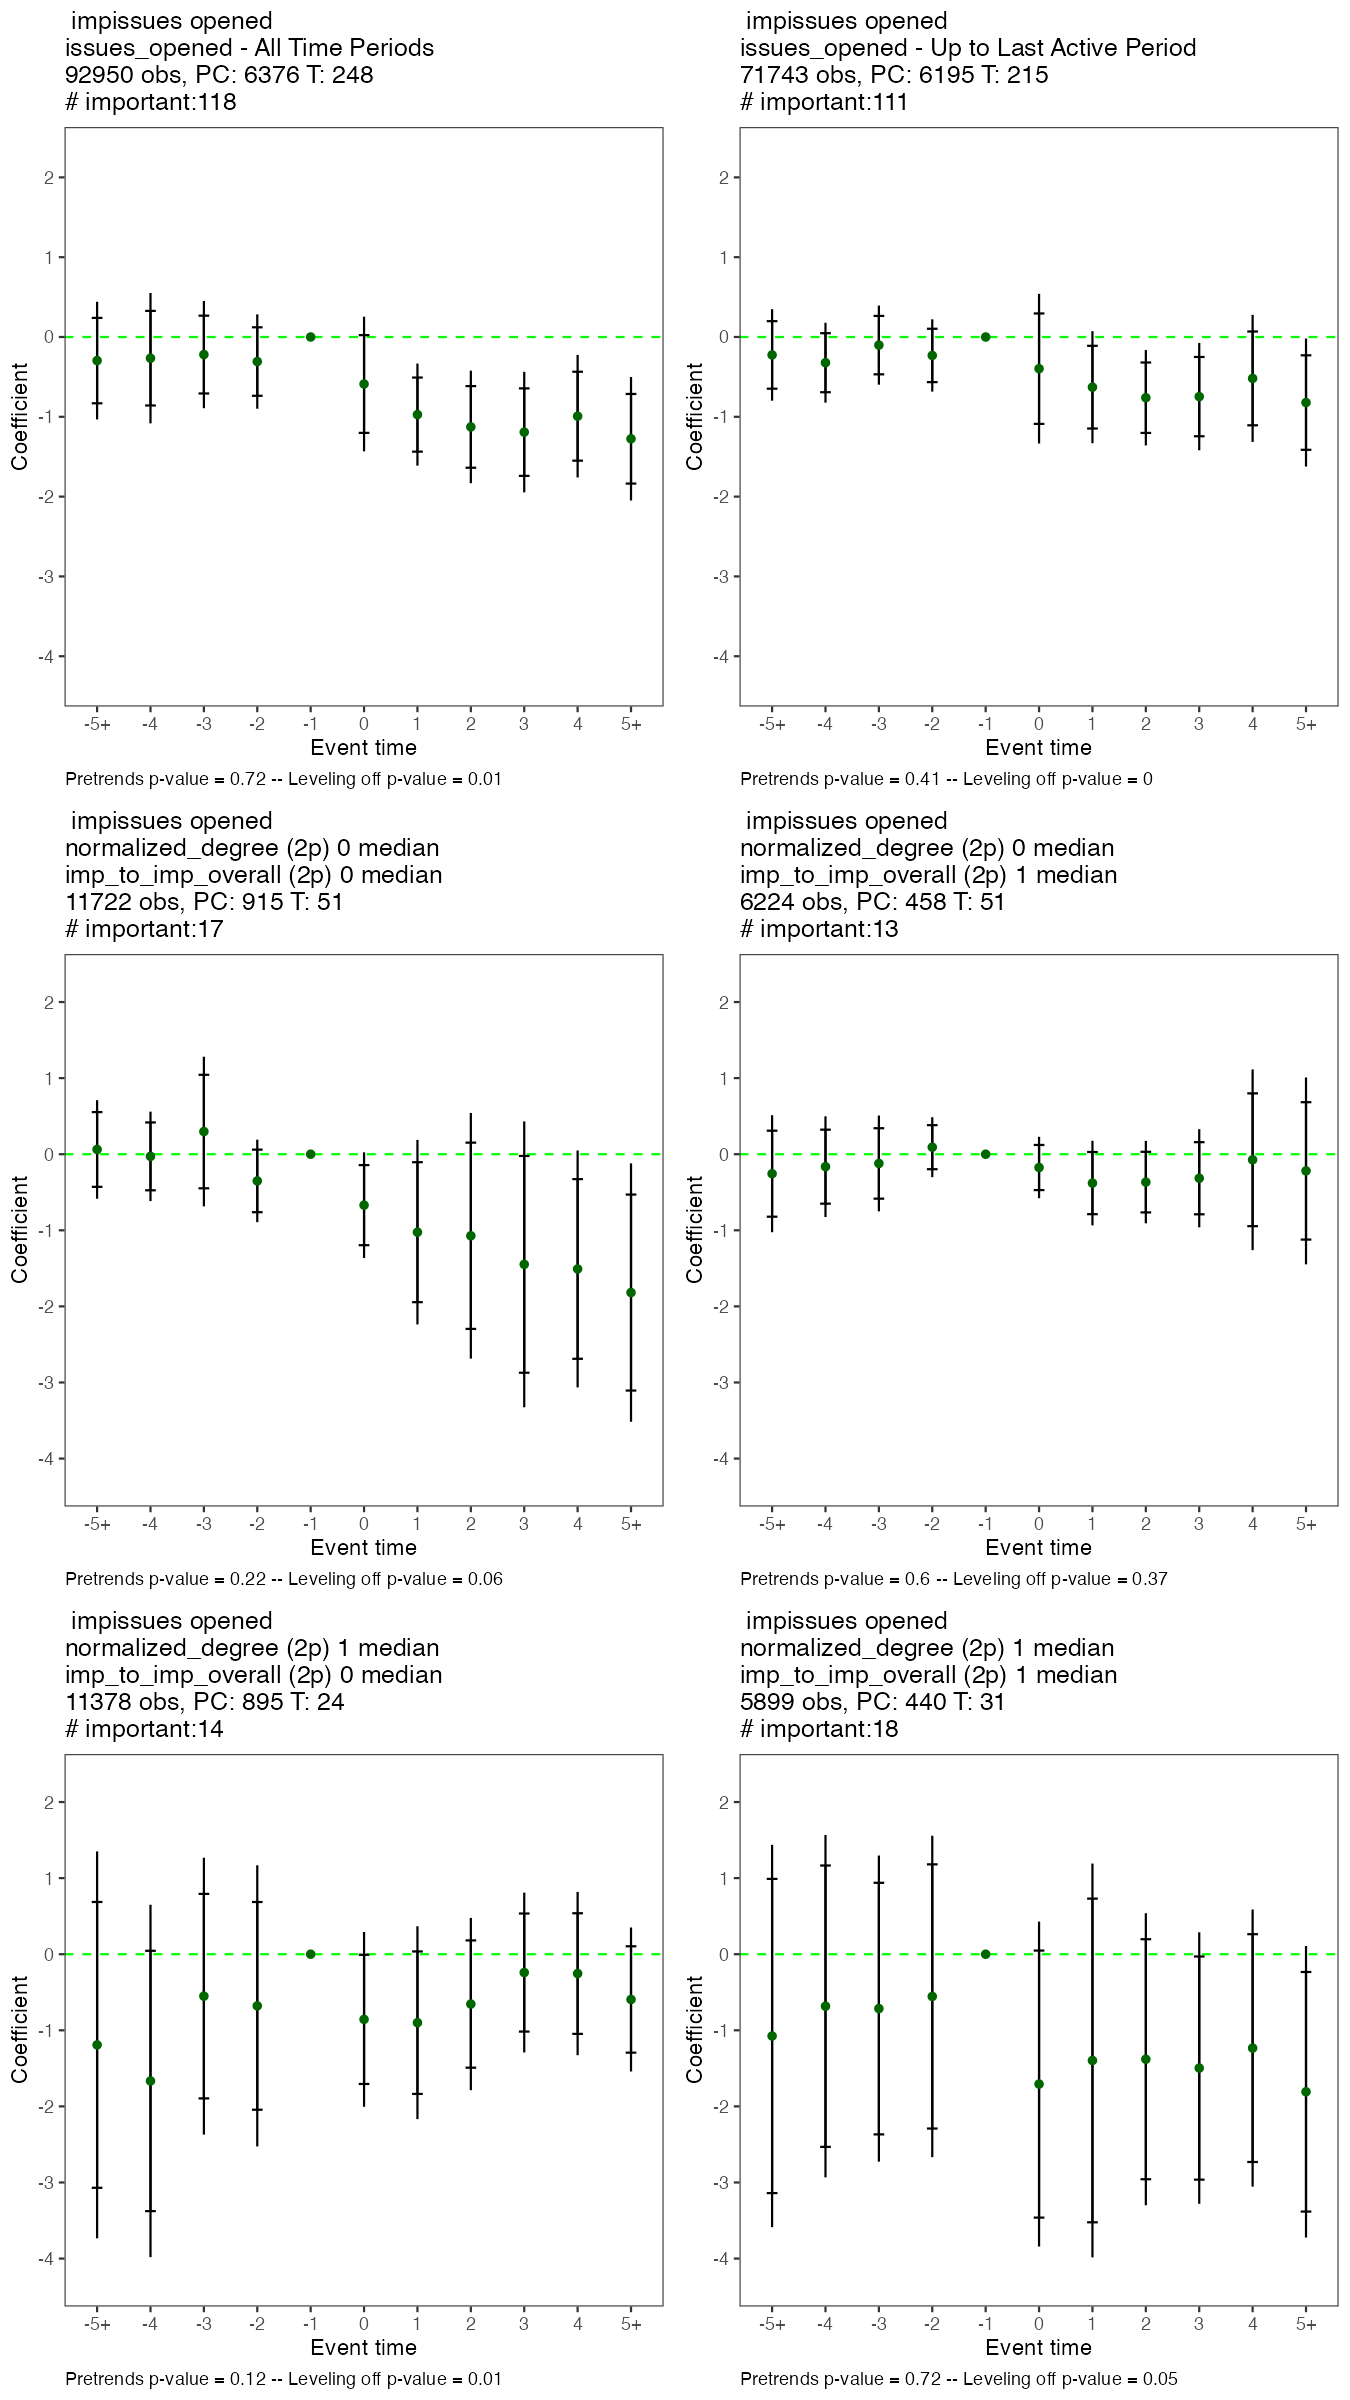 impissues opened
issues_opened - All Time Periods
92950 obs, PC: 6376 T: 248
# important:118
2
1
0
-1
-2
-3
-4
Coefficient
-5+ -4 -3 -2 -1 0 1 2 3 4 5+
Event time
Pretrends p-value = 0.72 -- Leveling off p-value = 0.01
impissues opened
issues_opened - Up to Last Active Period
71743 obs, PC: 6195 T: 215
# important:111
2
1
0
-1
-2
-3
-4
Coefficient
-5+ -4 -3 -2 -1 0 1 2 3 4 5+
Event time
Pretrends p-value = 0.41 -- Leveling off p-value = 0
impissues opened
normalized_degree (2p) 0 median
imp_to_imp_overall (2p) 0 median
11722 obs, PC: 915 T: 51
# important:17
2
1
0
-1
-2
-3
-4
Coefficient
-5+ -4 -3 -2 -1 0 1 2 3 4 5+
Event time
Pretrends p-value = 0.22 -- Leveling off p-value = 0.06
impissues opened
normalized_degree (2p) 0 median
imp_to_imp_overall (2p) 1 median
6224 obs, PC: 458 T: 51
# important:13
2
1
0
-1
-2
-3
-4
Coefficient
-5+ -4 -3 -2 -1 0 1 2 3 4 5+
Event time
Pretrends p-value = 0.6 -- Leveling off p-value = 0.37
impissues opened
normalized_degree (2p) 1 median
imp_to_imp_overall (2p) 0 median
11378 obs, PC: 895 T: 24
# important:14
2
1
0
-1
-2
-3
-4
Coefficient
-5+ -4 -3 -2 -1 0 1 2 3 4 5+
Event time
Pretrends p-value = 0.12 -- Leveling off p-value = 0.01
impissues opened
normalized_degree (2p) 1 median
imp_to_imp_overall (2p) 1 median
5899 obs, PC: 440 T: 31
# important:18
2
1
0
-1
-2
-3
-4
Coefficient
-5+ -4 -3 -2 -1 0 1 2 3 4 5+
Event time
Pretrends p-value = 0.72 -- Leveling off p-value = 0.05